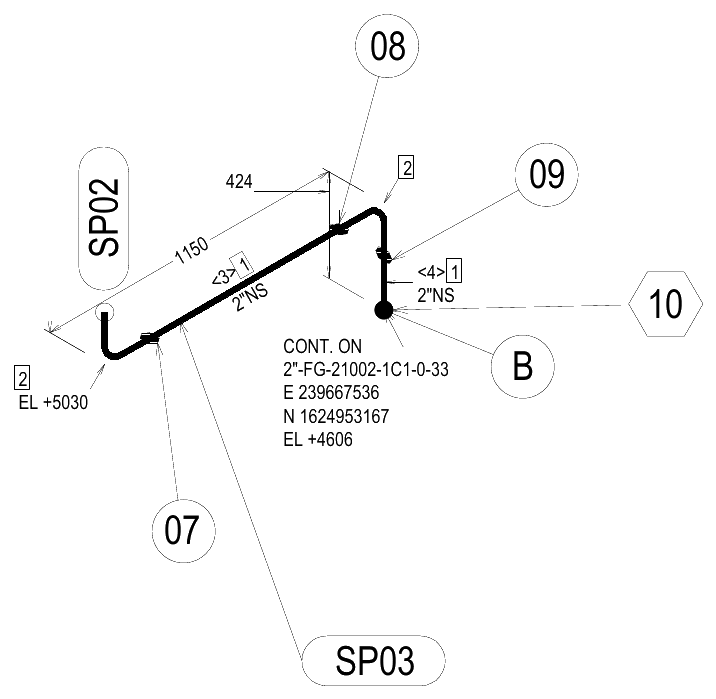 08
2
424
09
SP02
1150
<3> 1
2"NS
<4> 1
2"NS
10
CONT. ON
2"-FG-21002-1C1-0-33
E 239667536
N 1624953167
EL +4606
B
2
EL +5030
07
SP03